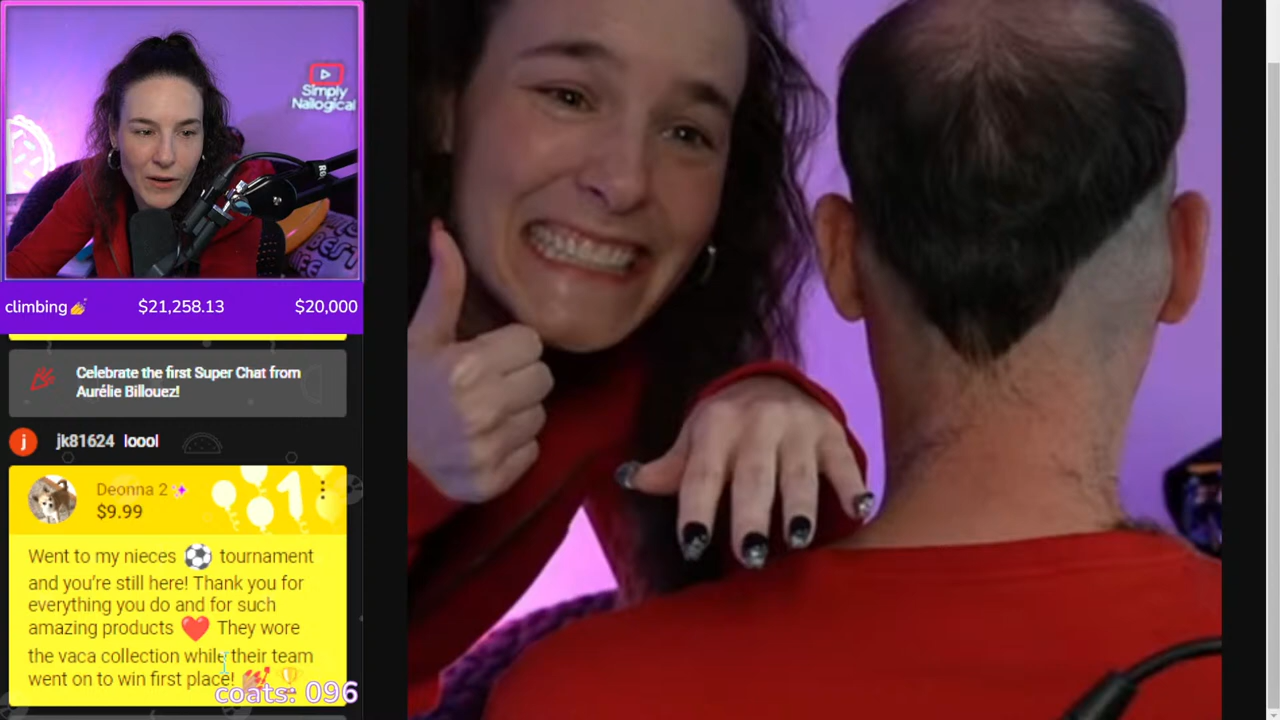 Simply
Nailogical
climbing💅 $21,258.13 $20,000
Celebrate the first Super Chat from
Aurélie Billouez!
j jk81624 loool
Deonna 2✨
$9.99
Went to my nieces ⚽ tournament
and you're still here! Thank you for
everything you do and for such
amazing products ❤️ They wore
the vaca collection while their team
went on to win first place! 💅 🏆
coats: 096